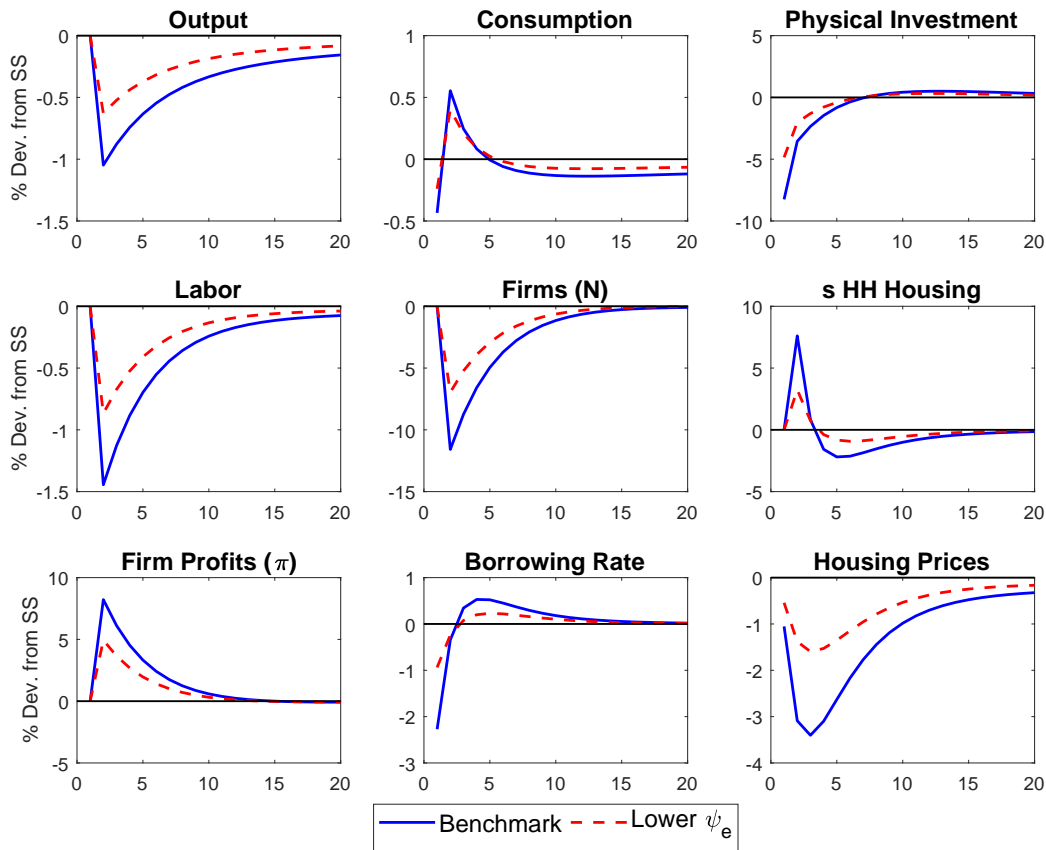 Output
Consumption
Physical Investment
% Dev. from SS
0
-0.5
-1
-1.5
0 5 10 15 20
1
0.5
0
-0.5
0 5 10 15 20
5
0
-5
-10
0 5 10 15 20
Labor
Firms (N)
s HH Housing
% Dev. from SS
0
-0.5
-1
-1.5
0 5 10 15 20
0
-5
-10
-15
0 5 10 15 20
10
5
0
-5
0 5 10 15 20
Firm Profits (π)
Borrowing Rate
Housing Prices
% Dev. from SS
10
5
0
-5
0 5 10 15 20
1
0
-1
-2
-3
0 5 10 15 20
0
-1
-2
-3
-4
0 5 10 15 20
Benchmark
Lower ψe